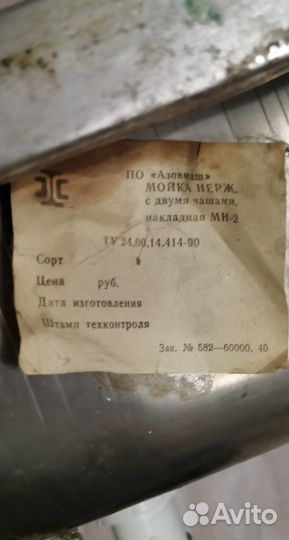 ПО «Азовмаш»
МОЙКА НЕРЖ.
с двумя чашами,
накладная МН-2
ТУ 24.00.14.414-90
Сорт
Цена руб.
Дата изготовления
Штамп техконтроля
Зак. № 582—60000, 40
Avito